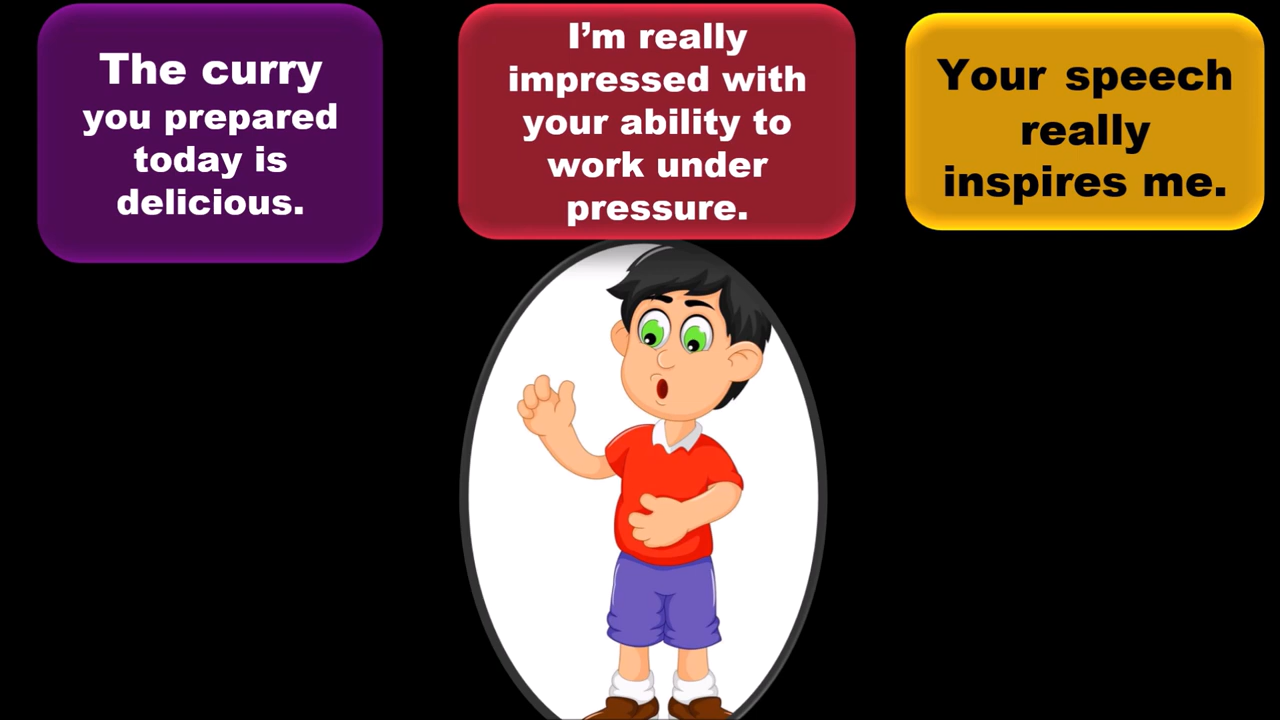 The curry
you prepared
today is
delicious.
I’m really
impressed with
your ability to
work under
pressure.
Your speech
really
inspires me.